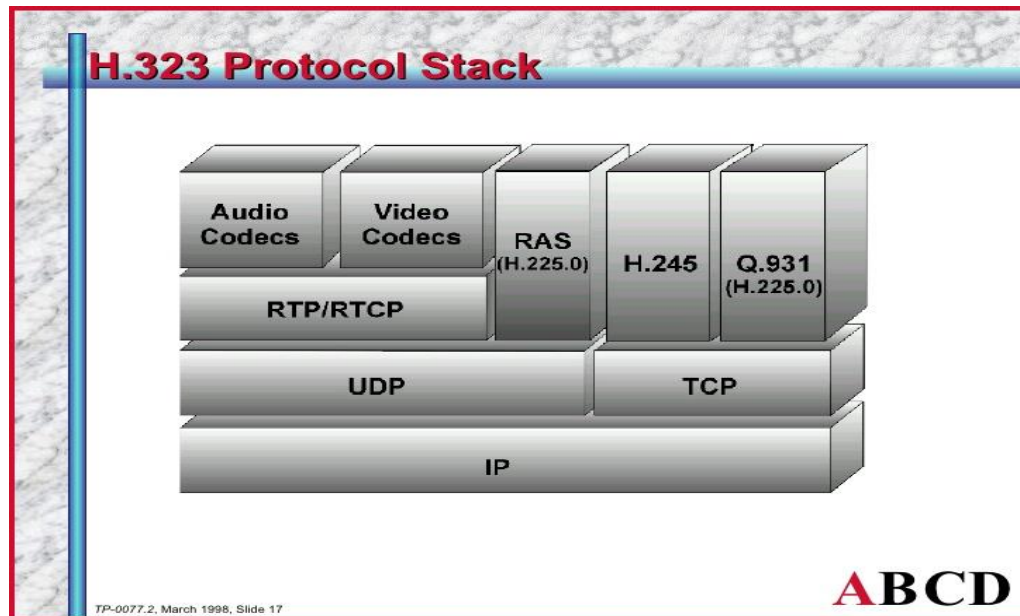 H.323 Protocol Stack
Audio
Codecs
Video
Codecs
RAS
(H.225.0)
H.245
Q.931
(H.225.0)
RTP/RTCP
UDP
TCP
IP
TP-0077.2, March 1998, Slide 17
ABCD